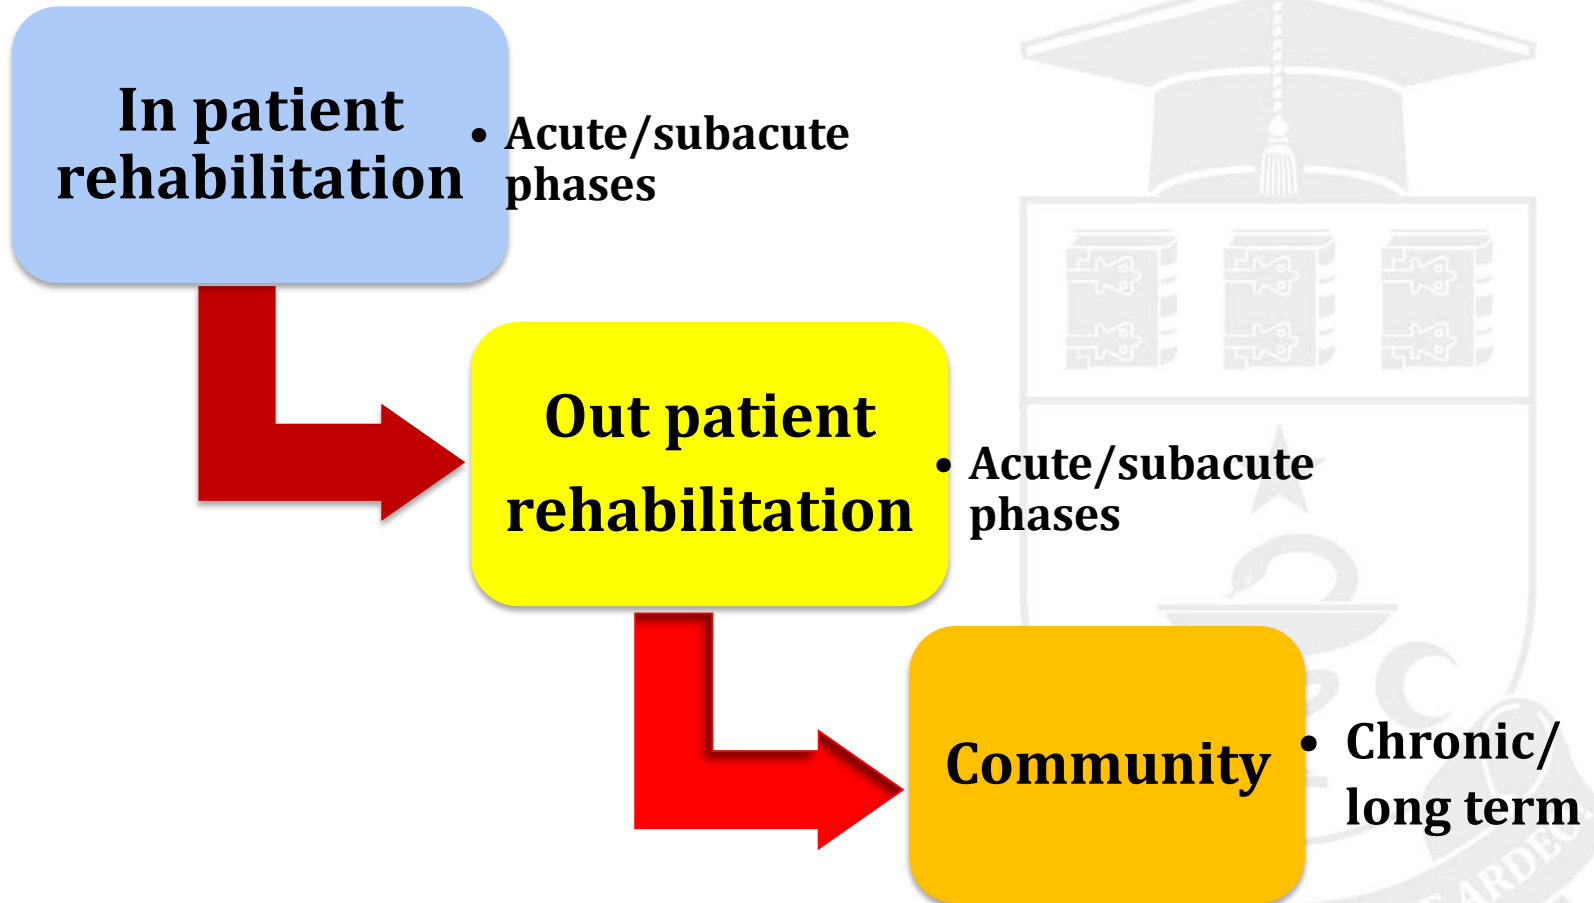 In patient
rehabilitation
• Acute/subacute
phases
Out patient
rehabilitation
• Acute/subacute
phases
Community
• Chronic/
long term